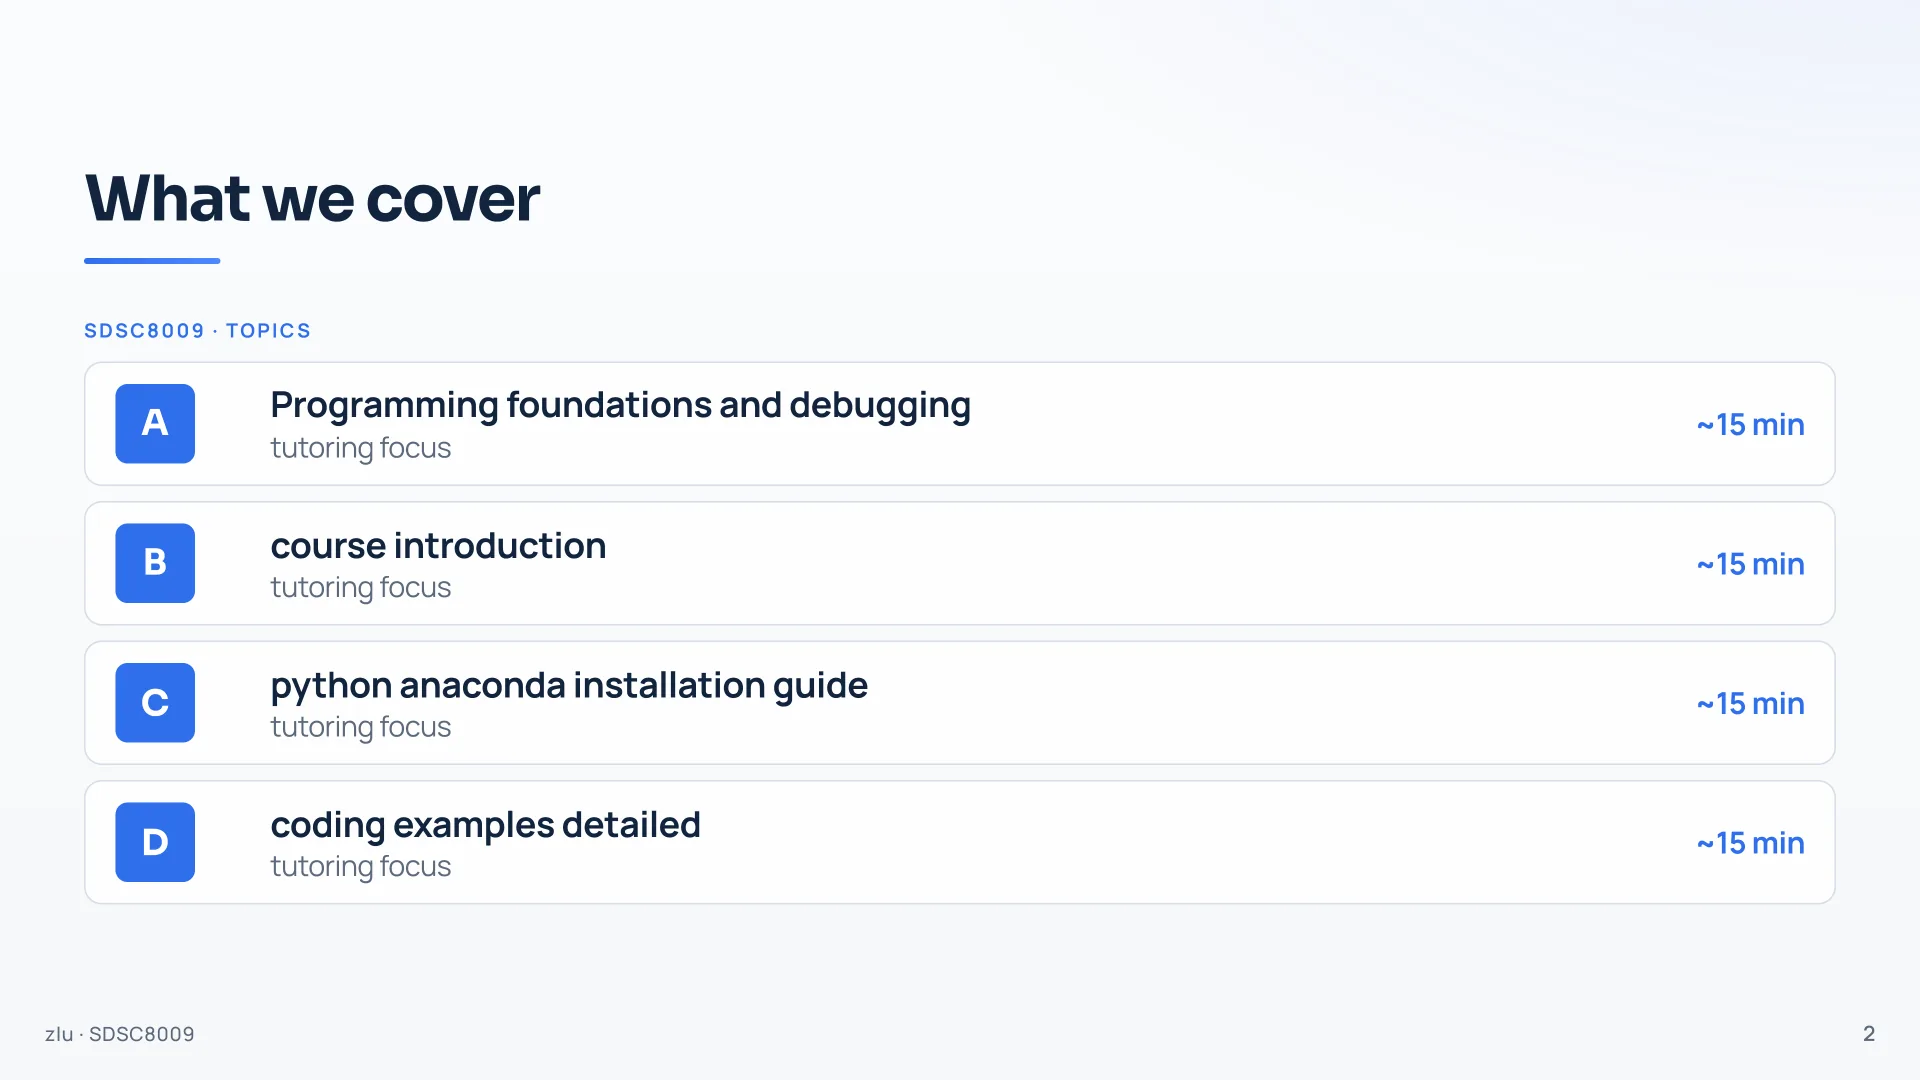 What we cover
SDSC8009 · TOPICS
A
Programming foundations and debugging
tutoring focus
~15 min
B
course introduction
tutoring focus
~15 min
C
python anaconda installation guide
tutoring focus
~15 min
D
coding examples detailed
tutoring focus
~15 min
zlu · SDSC8009
2